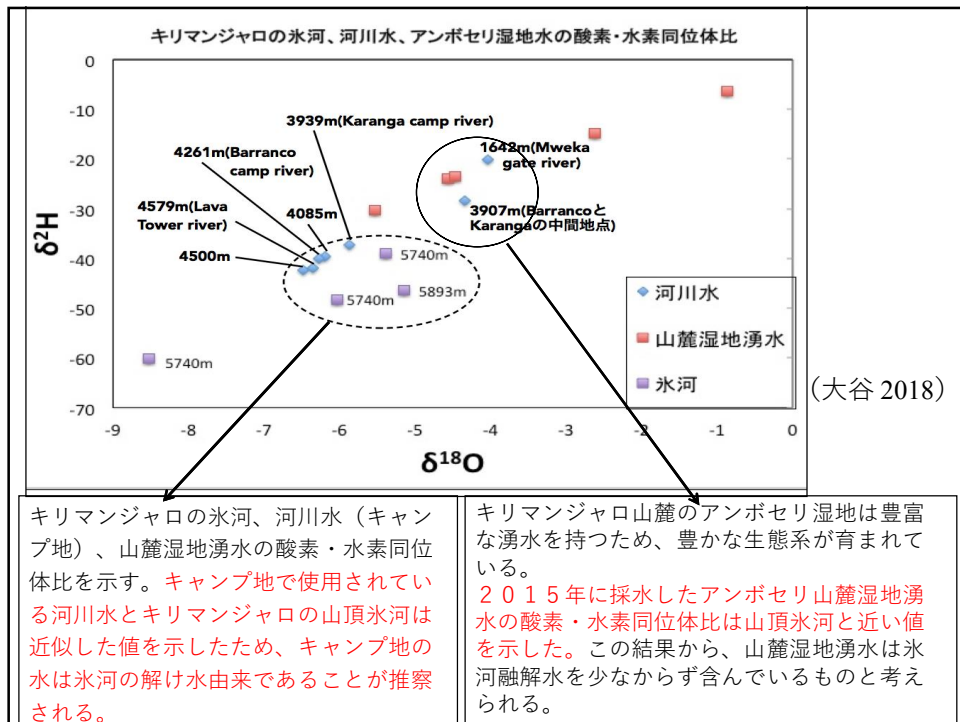 キリマンジャロの氷河、河川水、アンボセリ湿地水の酸素・水素同位体比
0
-10
-20
-30
-40
-50
-60
-70
δ²H
-9
-8
-7
-6
-5
-4
-3
-2
-1
0
δ¹⁸O
3939m(Karanga camp river)
4261m(Barranco
camp river)
4579m(Lava
Tower river)
4085m
4500m
1642m(Mweka
gate river)
3907m(Barrancoと
Karangaの中間地点)
5740m
5893m
5740m
5740m
河川水
山麓湿地湧水
氷河
(大谷 2018)
キリマンジャロの氷河、河川水（キャン
プ地）、山麓湿地湧水の酸素・水素同位
体比を示す。キャンプ地で使用されてい
る河川水とキリマンジャロの山頂氷河は
近似した値を示したため、キャンプ地の
水は氷河の解け水由来であることが推察
される。
キリマンジャロ山麓のアンボセリ湿地は豊富
な湧水を持つため、豊かな生態系が育まれて
いる。
２０１５年に採水したアンボセリ山麓湿地湧
水の酸素・水素同位体比は山頂氷河と近い値
を示した。この結果から、山麓湿地湧水は氷
河融解水を少なからず含んでいるものと考え
られる。